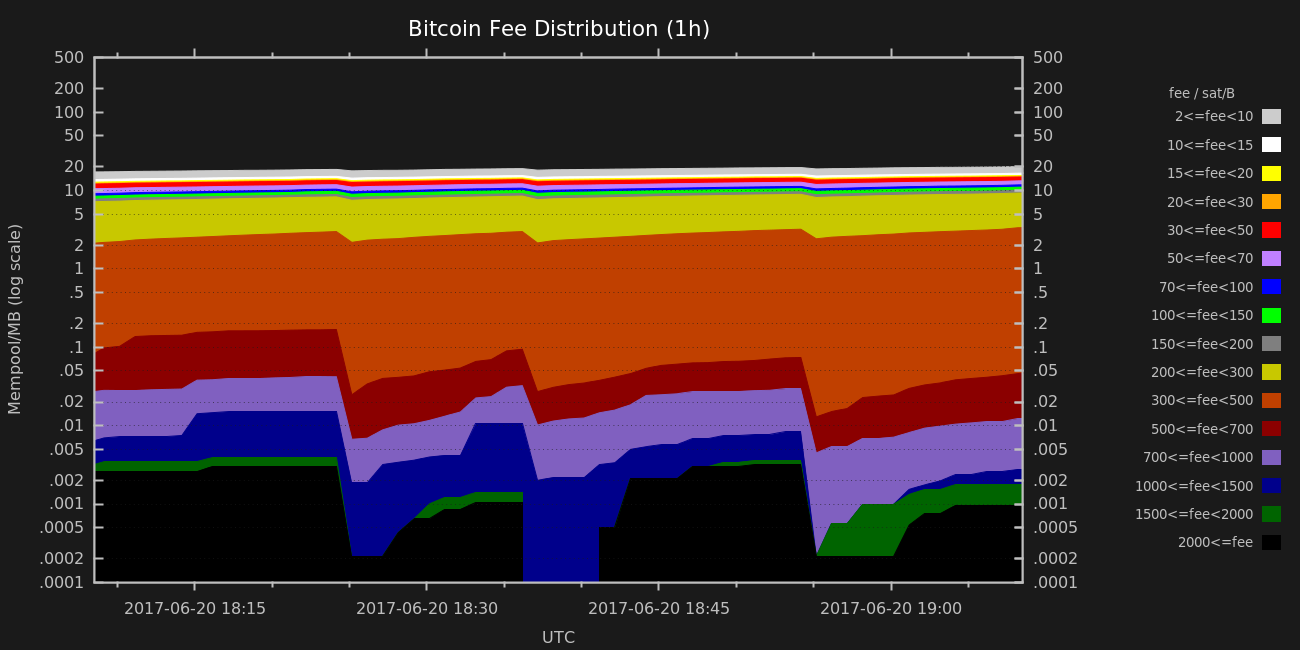 Bitcoin Fee Distribution (1h)
Mempool/MB (log scale)
500
200
100
50
20
10
5
2
1
.5
.2
.1
.05
.02
.01
.005
.002
.001
.0005
.0002
.0001
500
200
100
50
20
10
5
2
1
.5
.2
.1
.05
.02
.01
.005
.002
.001
.0005
.0002
.0001
2017-06-20 18:15
2017-06-20 18:30
2017-06-20 18:45
2017-06-20 19:00
UTC
fee / sat/B
2<=fee<10
10<=fee<15
15<=fee<20
20<=fee<30
30<=fee<50
50<=fee<70
70<=fee<100
100<=fee<150
150<=fee<200
200<=fee<300
300<=fee<500
500<=fee<700
700<=fee<1000
1000<=fee<1500
1500<=fee<2000
2000<=fee